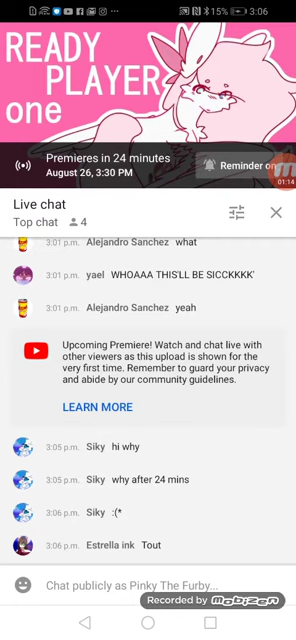 15% 3:06
READY
PLAYER
one
Premieres in 24 minutes
August 26, 3:30 PM
Reminder on
01:14
Live chat
Top chat 4
3:01 p.m. Alejandro Sanchez what
3:01 p.m. yael WHOAAA THIS'LL BE SICCKKKK'
3:01 p.m. Alejandro Sanchez yeah
Upcoming Premiere! Watch and chat live with
other viewers as this upload is shown for the
very first time. Remember to guard your privacy
and abide by our community guidelines.
LEARN MORE
3:05 p.m. Siky hi why
3:05 p.m. Siky why after 24 mins
3:06 p.m. Siky :(*
3:06 p.m. Estrella ink Tout
Chat publicly as Pinky The Furby...
Recorded by mobizen